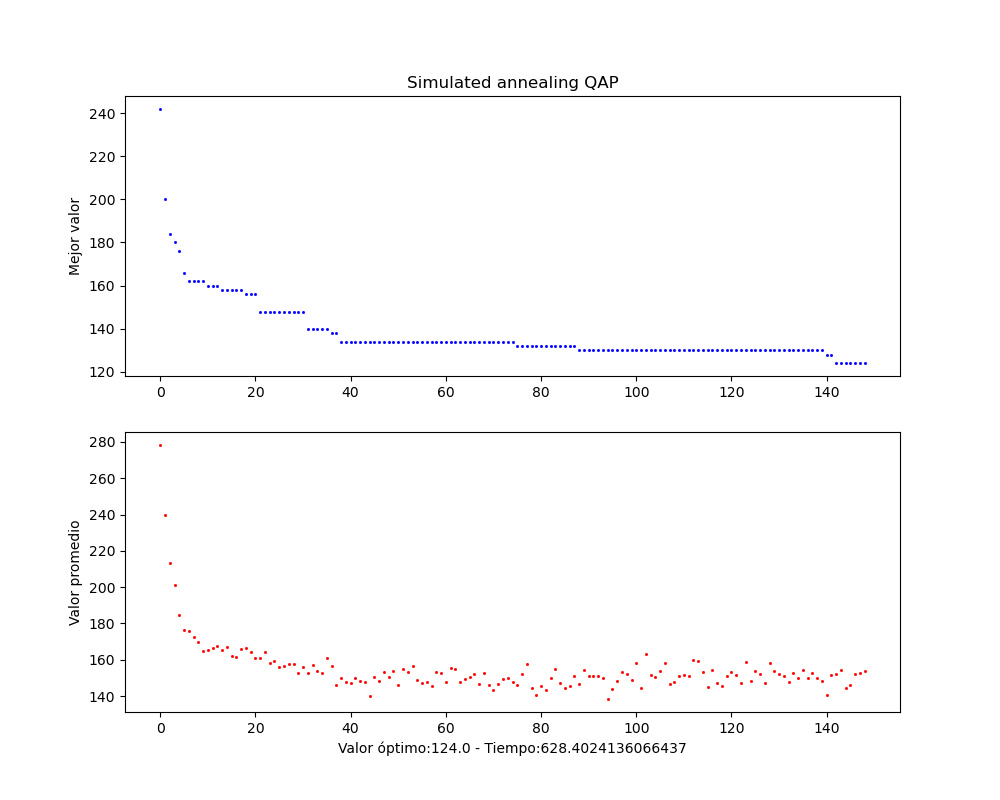 Simulated annealing QAP
Mejor valor
240
220
200
180
160
140
120
0 20 40 60 80 100 120 140
Valor promedio
280
260
240
220
200
180
160
140
0 20 40 60 80 100 120 140
Valor óptimo:124.0 - Tiempo:628.4024136066437